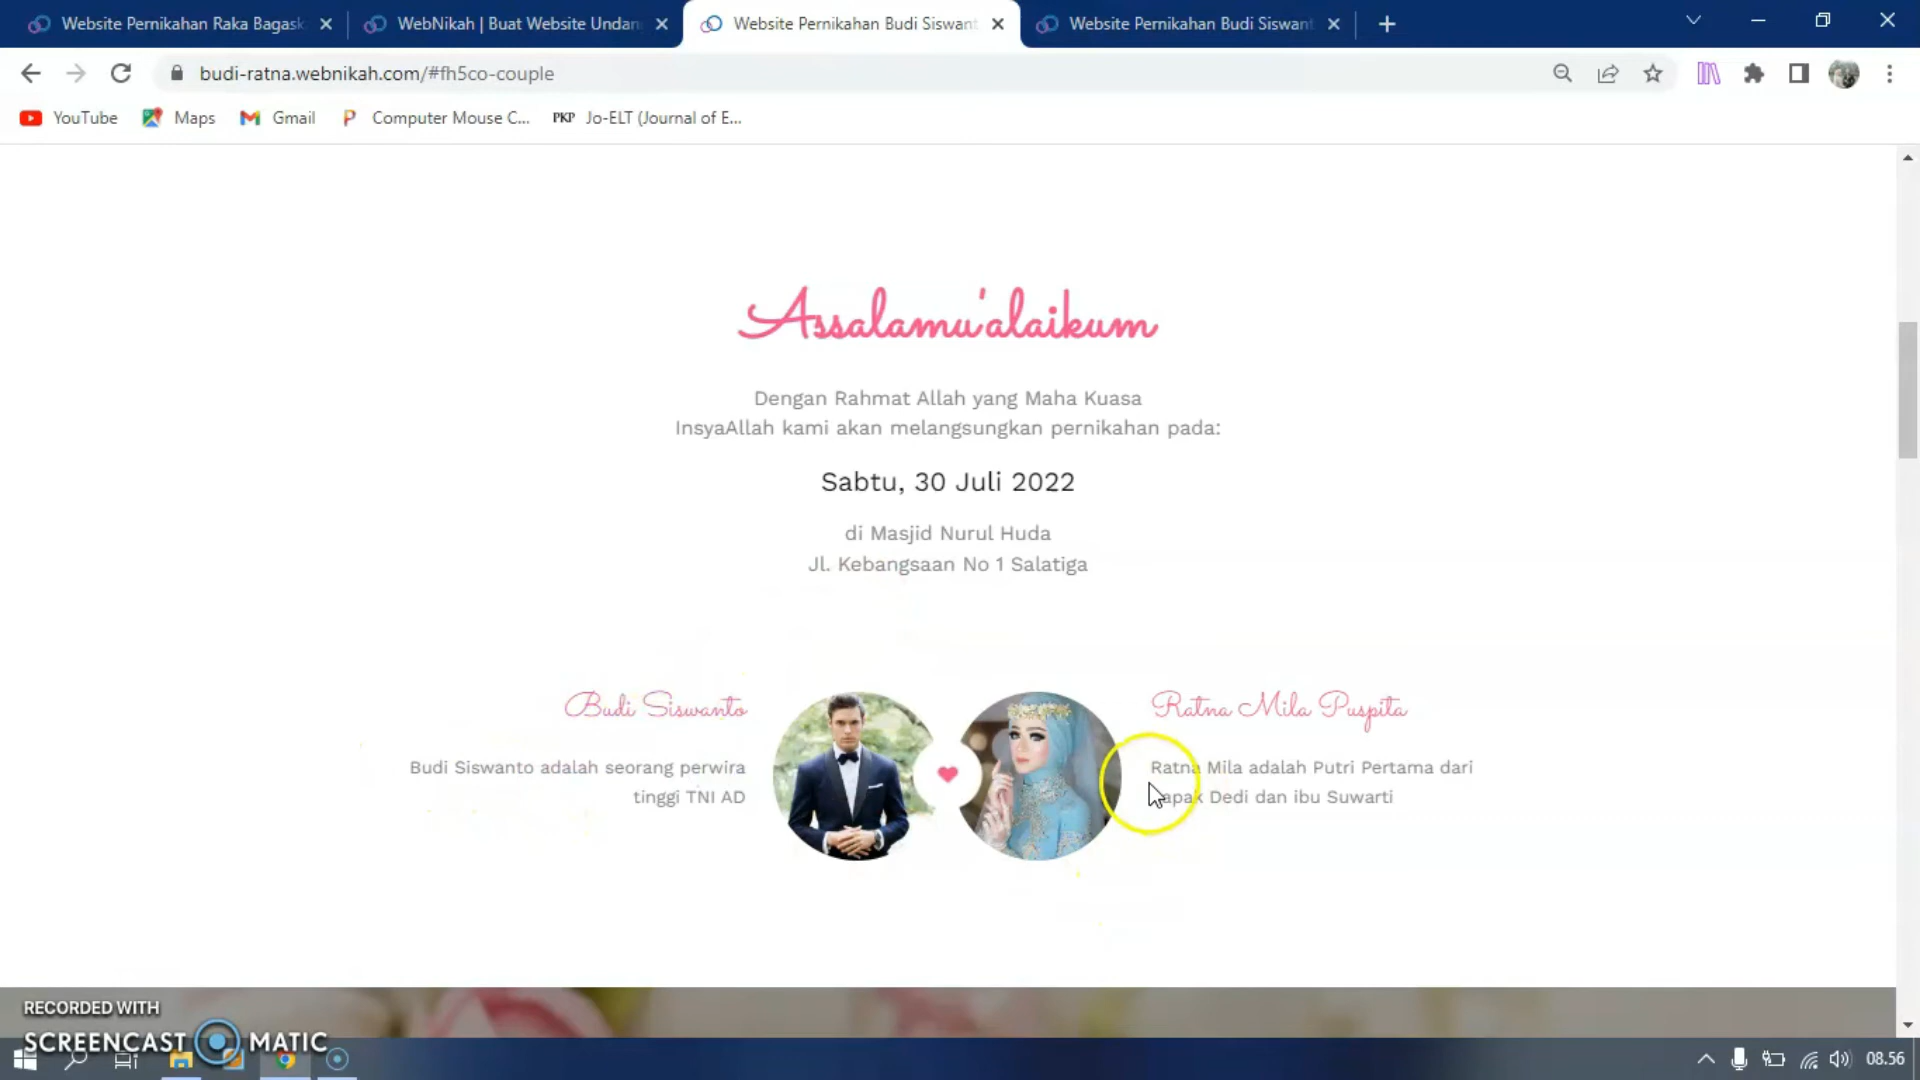 Website Pernikahan Raka Bagask
WebNikah | Buat Website Undan
Website Pernikahan Budi Siswant
Website Pernikahan Budi Siswant
budi-ratna.webnikah.com/#fh5co-couple
YouTube
Maps
Gmail
Computer Mouse C...
PKP Jo-ELT (Journal of E...
Assalamu'alaikum
Dengan Rahmat Allah yang Maha Kuasa
InsyaAllah kami akan melangsungkan pernikahan pada:
Sabtu, 30 Juli 2022
di Masjid Nurul Huda
Jl. Kebangsaan No 1 Salatiga
Budi Siswanto
Budi Siswanto adalah seorang perwira
tinggi TNI AD
Ratna Mila Puspita
Ratna Mila adalah Putri Pertama dari
apak Dedi dan ibu Suwarti
RECORDED WITH
SCREENCAST MATIC
08.56